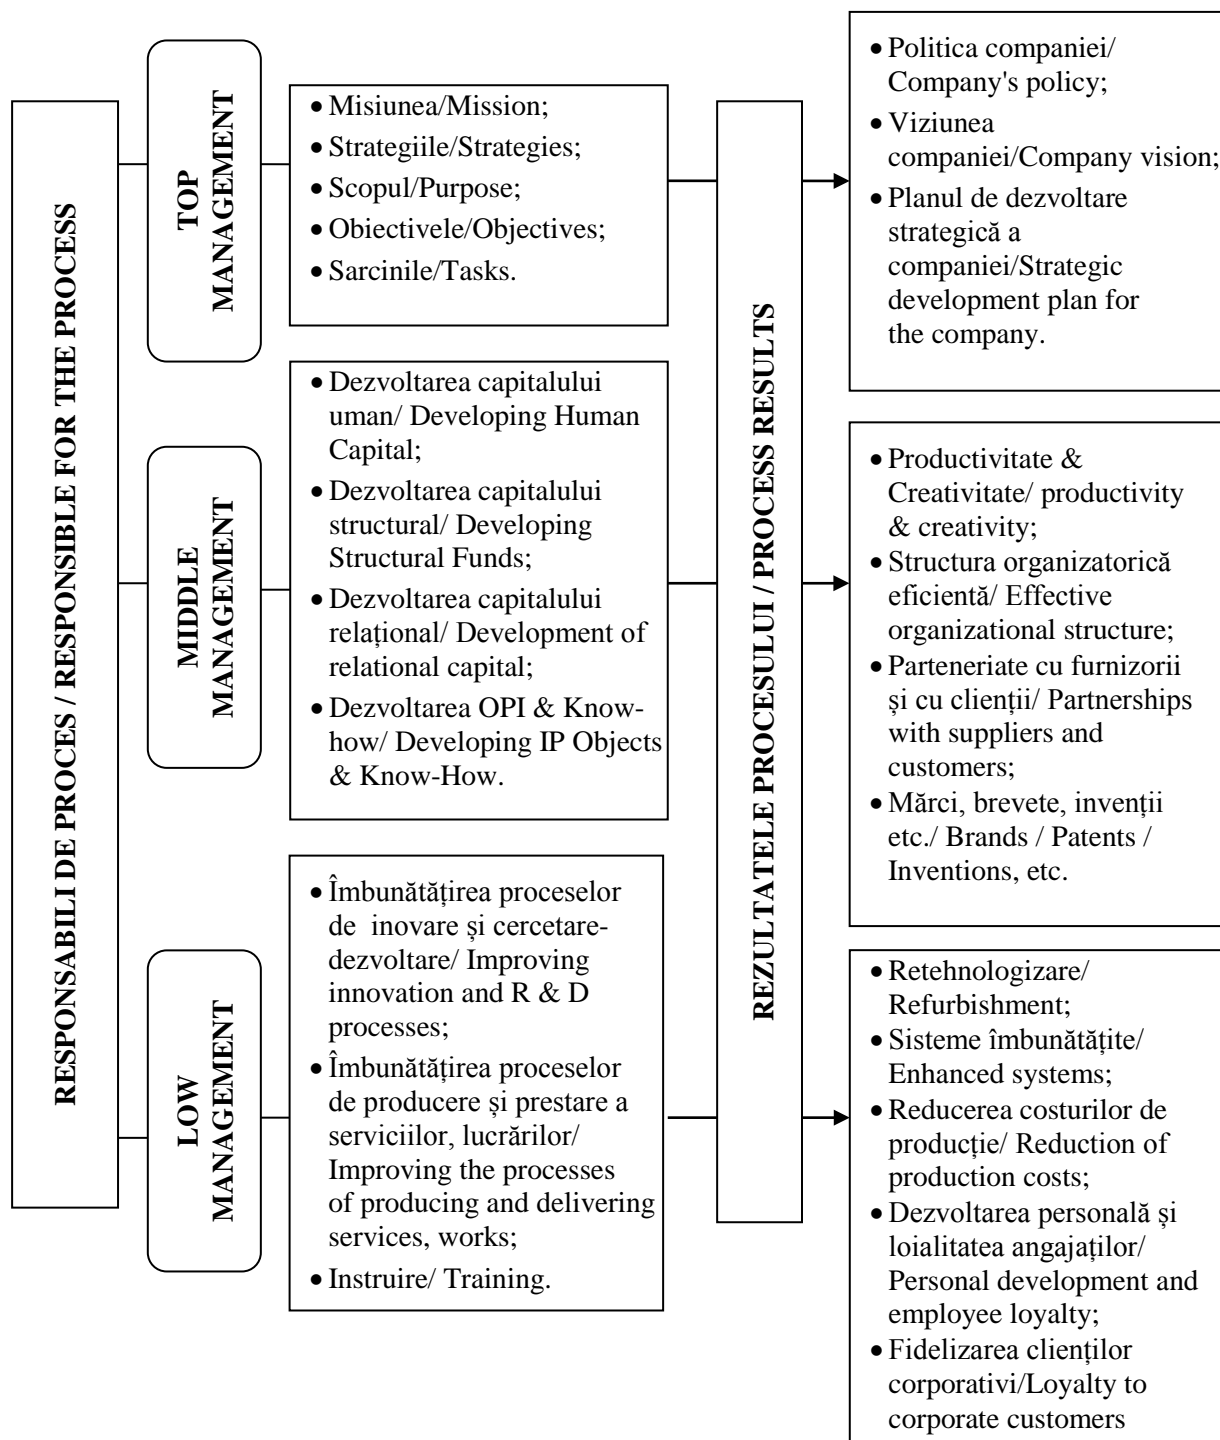 RESPONSABILI DE PROCES / RESPONSIBLE FOR THE PROCESS
TOP
MANAGEMENT
• Misiunea/Mission;
• Strategiile/Strategies;
• Scopul/Purpose;
• Obiectivele/Objectives;
• Sarcinile/Tasks.
MIDDLE
MANAGEMENT
• Dezvoltarea capitalului
uman/ Developing Human
Capital;
• Dezvoltarea capitalului
structural/ Developing
Structural Funds;
• Dezvoltarea capitalului
relațional/ Development of
relational capital;
• Dezvoltarea OPI & Know-
how/ Developing IP Objects
& Know-How.
LOW
MANAGEMENT
• Îmbunătățirea proceselor
de inovare și cercetare-
dezvoltare/ Improving
innovation and R & D
processes;
• Îmbunătățirea proceselor
de producere și prestare a
serviciilor, lucrărilor/
Improving the processes
of producing and delivering
services, works;
• Instruire/ Training.
REZULTATELE PROCESULUI / PROCESS RESULTS
• Politica companiei/
Company's policy;
• Viziunea
companiei/Company vision;
• Planul de dezvoltare
strategică a
companiei/Strategic
development plan for
the company.
• Productivitate &
Creativitate/ productivity
& creativity;
• Structura organizatorică
eficientă/ Effective
organizational structure;
• Parteneriate cu furnizorii
și cu clienții/ Partnerships
with suppliers and
customers;
• Mărci, brevete, invenții
etc./ Brands / Patents /
Inventions, etc.
• Retehnologizare/
Refurbishment;
• Sisteme îmbunătățite/
Enhanced systems;
• Reducerea costurilor de
producție/ Reduction of
production costs;
• Dezvoltarea personală și
loialitatea angajaților/
Personal development and
employee loyalty;
• Fidelizarea clienților
corporativi/Loyalty to
corporate customers